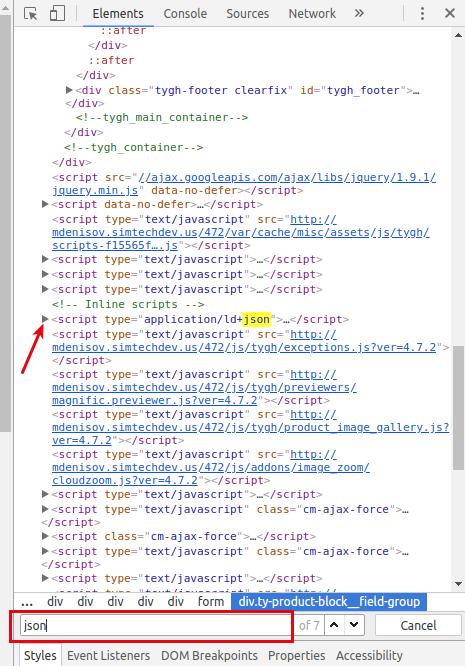 Elements Console Sources Network »
::after
</div>
::after
</div>
<div class="tygh-footer clearfix" id="tygh_footer">…
</div>
<!--tygh_main_container-->
</div>
<!--tygh_container-->
</div>
<script src="//ajax.googleapis.com/ajax/libs/jquery/1.9.1/
jquery.min.js" data-no-defer></script>
<script data-no-defer>…</script>
<script type="text/javascript" src="http://
mdenisov.simtechdev.us/472/var/cache/misc/assets/js/tygh/
scripts-f15565f….js"></script>
<script type="text/javascript">…</script>
<script type="text/javascript">…</script>
<script type="text/javascript">…</script>
<!-- Inline scripts -->
<script type="application/ld+json">…</script>
<script type="text/javascript" src="http://
mdenisov.simtechdev.us/472/js/tygh/exceptions.js?ver=4.7.2">
</script>
<script type="text/javascript" src="http://
mdenisov.simtechdev.us/472/js/tygh/previewers/
magnific.previewer.js?ver=4.7.2"></script>
<script type="text/javascript" src="http://
mdenisov.simtechdev.us/472/js/tygh/product_image_gallery.js?
ver=4.7.2"></script>
<script type="text/javascript" src="http://
mdenisov.simtechdev.us/472/js/addons/image_zoom/
cloudzoom.js?ver=4.7.2"></script>
<script type="text/javascript">…</script>
<script type="text/javascript" class="cm-ajax-force">…
</script>
<script class="cm-ajax-force">…</script>
<script type="text/javascript" class="cm-ajax-force">…
</script>
<script type="text/javascript">…</script>
<script type="text/javascript" src="http://
... div div div div div form div.ty-product-block__field-group
json of 7 Cancel
Styles Event Listeners DOM Breakpoints Properties Accessibility